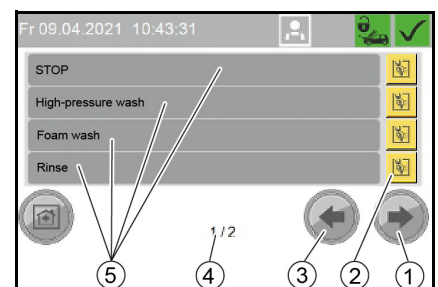 Fr 09.04.2021 10:43:31
STOP
High-pressure wash
Foam wash
Rinse
1 / 2
5 4 3 2 1